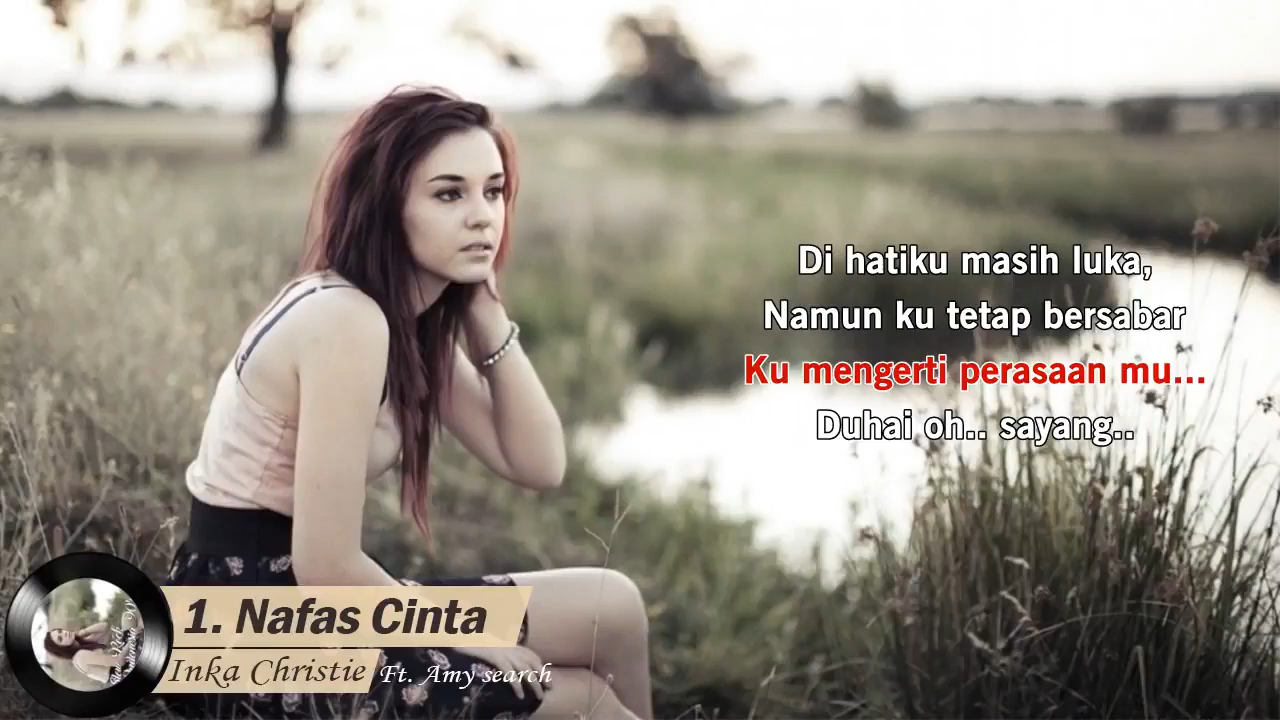 Di hatiku masih luka,
Namun ku tetap bersabar
Ku mengerti perasaan mu...
Duhai oh.. sayang..
1. Nafas Cinta
Inka Christie Ft. Amy search